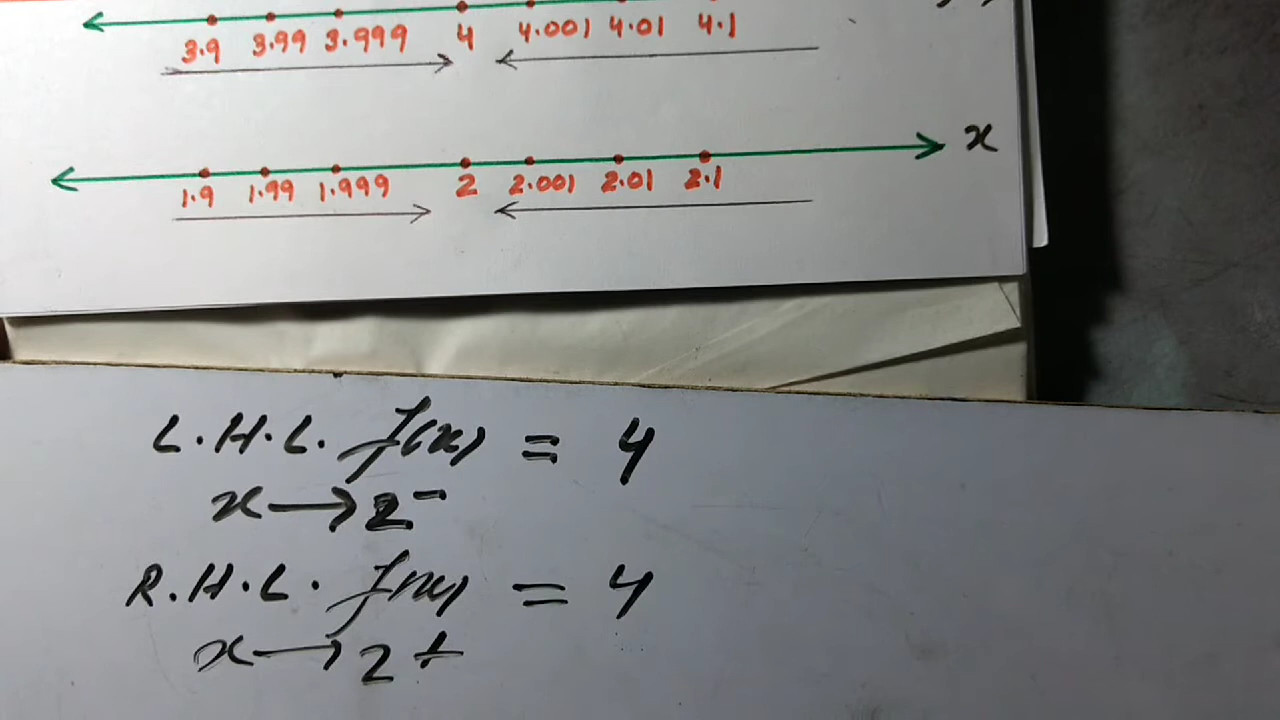 3.9 3.99 3.999 4 4.001 4.01 4.1
x
1.9 1.99 1.999 2 2.001 2.01 2.1
L.H.L. f(x) = 4
x → 2⁻
R.H.L. f(x) = 4
x → 2+